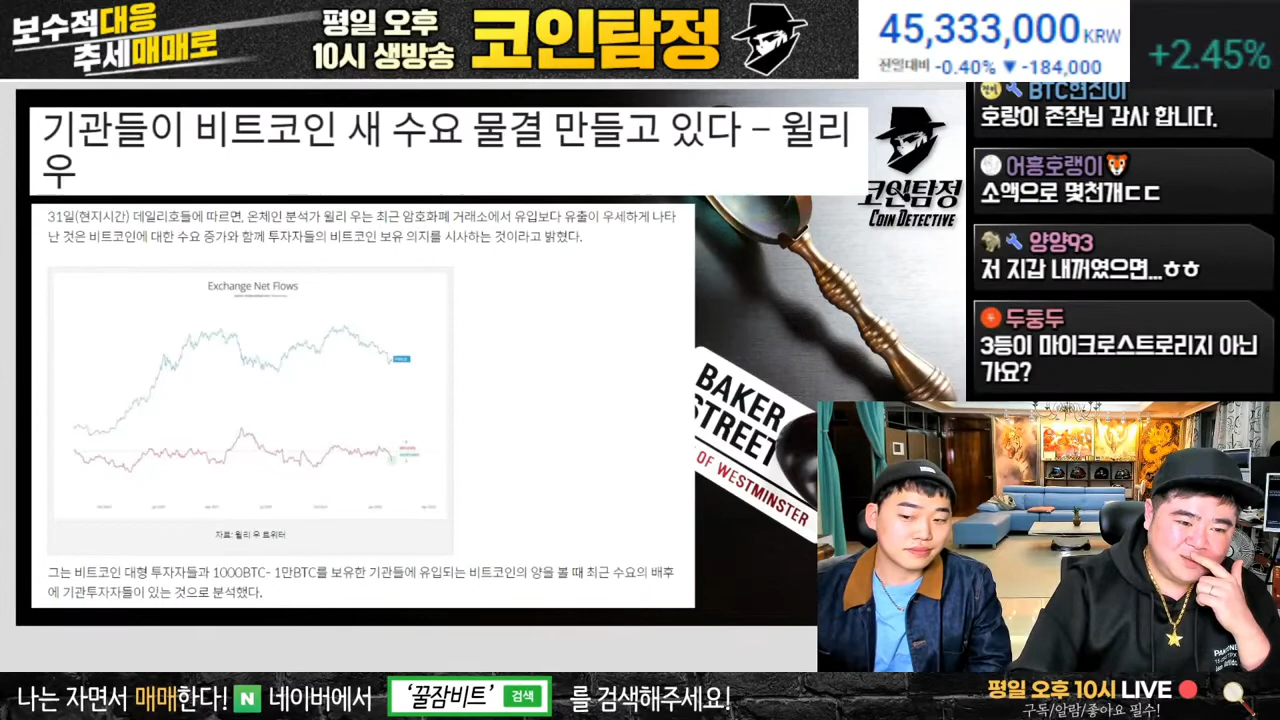 보수적대응
추세매매로
평일 오후
10시 생방송
코인탐정
45,333,000 KRW
전일대비 -0.40% ▼ -184,000
+2.45%
기관들이 비트코인 새 수요 물결 만들고 있다 – 윌리
우
31일(현지시간) 데일리호들에 따르면, 온체인 분석가 윌리 우는 최근 암호화폐 거래소에서 유입보다 유출이 우세하게 나타
난 것은 비트코인에 대한 수요 증가와 함께 투자자들의 비트코인 보유 의지를 시사하는 것이라고 밝혔다.
Exchange Net Flows
자료: 윌리 우 트위터
그는 비트코인 대형 투자자들과 1000BTC- 1만BTC를 보유한 기관들에 유입되는 비트코인의 양을 볼 때 최근 수요의 배후
에 기관투자자들이 있는 것으로 분석했다.
코인탐정
COIN DETECTIVE
BAKER
STREET
OF WESTMINSTER
BTC현진이
호랑이 존잘님 감사 합니다.
어흥호랭이
소액으로 몇천개ㄷㄷ
양양93
저 지갑 내꺼였으면...ㅎㅎ
두둥두
3등이 마이크로스트로리지 아닌
가요?
나는 자면서 매매한다! N 네이버에서 '꿀잠비트' 검색 를 검색해주세요!
평일 오후 10시 LIVE
구독/알람/좋아요 필수!